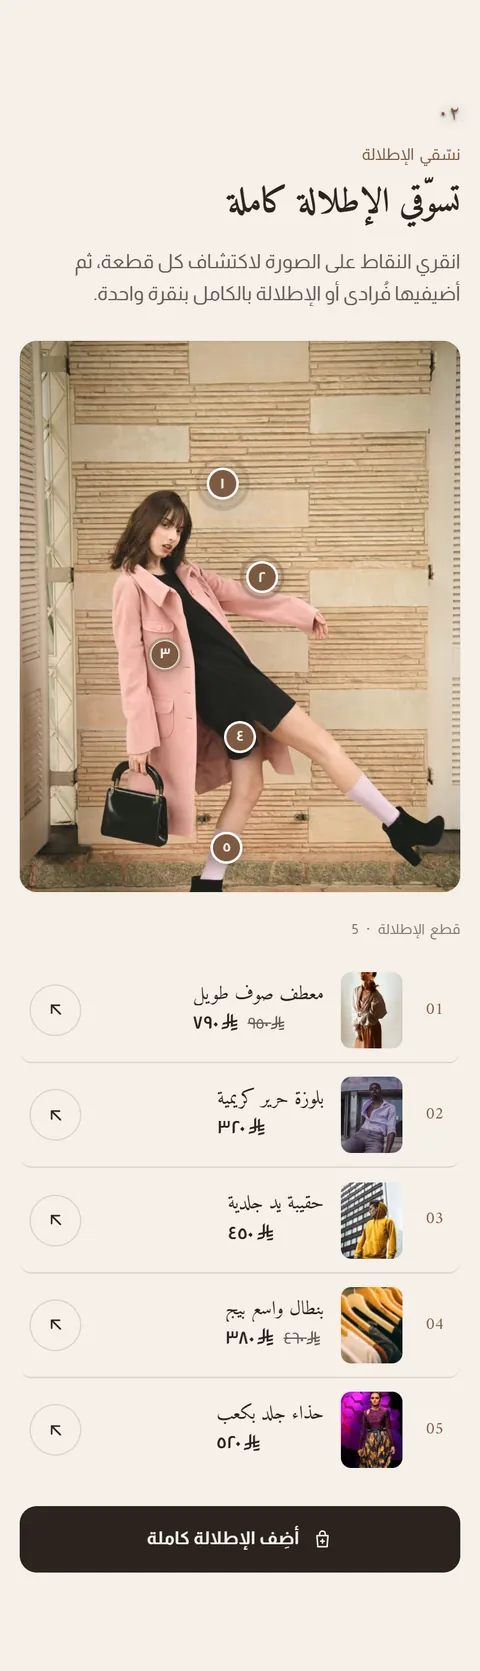 ٠٢
نسّقي الإطلالة
تسوّقي الإطلالة كاملة
انقري النقاط على الصورة لاكتشاف كل قطعة، ثم
أضيفيها فُرادى أو الإطلالة بالكامل بنقرة واحدة.
١
٢
٣
٤
٥
قطع الإطلالة · 5
01
معطف صوف طويل
٩٥٠ ⃁ ٧٩٠ ⃁
02
بلوزة حرير كريمية
٣٢٠ ⃁
03
حقيبة يد جلدية
٤٥٠ ⃁
04
بنطال واسع بيج
٤٦٠ ⃁ ٣٨٠ ⃁
05
حذاء جلد بكعب
٥٢٠ ⃁
أضِف الإطلالة كاملة